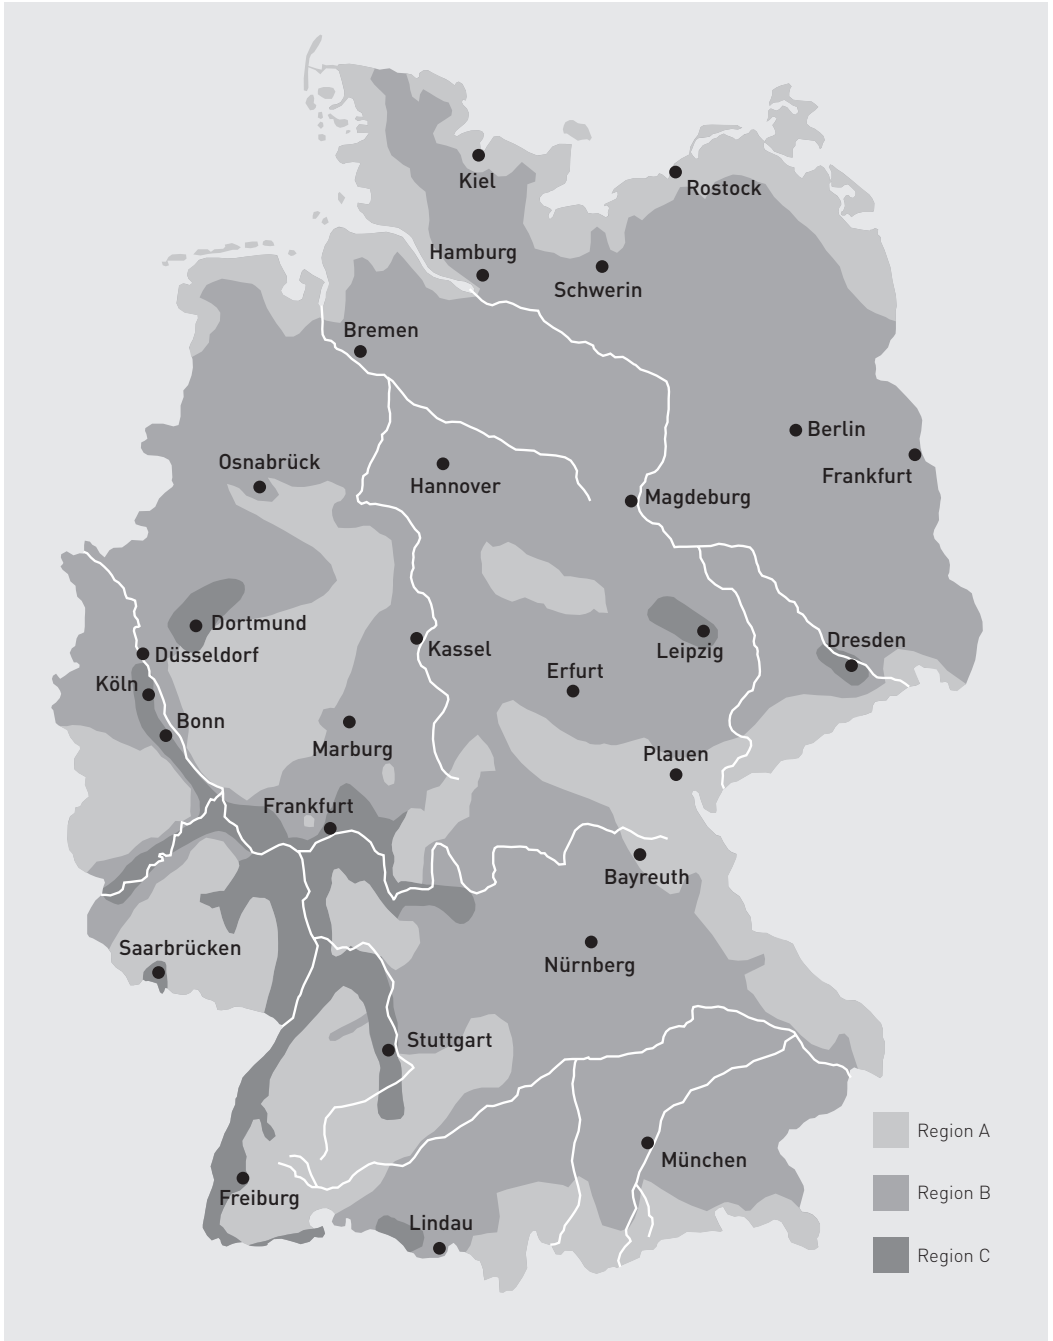 Kiel
Rostock
Hamburg
Schwerin
Bremen
Berlin
Osnabrück
Hannover
Frankfurt
Magdeburg
Dortmund
Düsseldorf
Kassel
Leipzig
Dresden
Köln
Erfurt
Bonn
Marburg
Plauen
Frankfurt
Bayreuth
Saarbrücken
Nürnberg
Stuttgart
Region A
München
Region B
Freiburg
Lindau
Region C